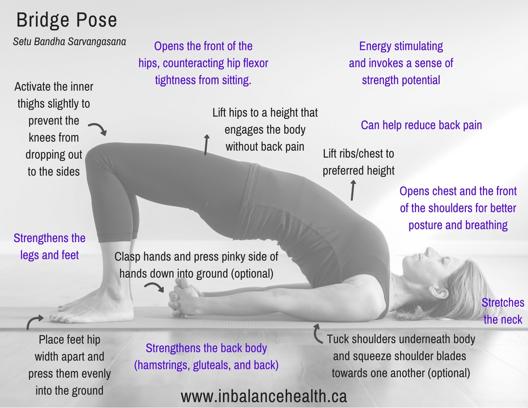 Bridge Pose
Setu Bandha Sarvangasana
Opens the front of the
hips, counteracting hip flexor
tightness from sitting.
Energy stimulating
and invokes a sense of
strength potential
Activate the inner
thighs slightly to
prevent the
knees from
dropping out
to the sides
Lift hips to a height that
engages the body
without back pain
Can help reduce back pain
Lift ribs/chest to
preferred height
Opens chest and the front
of the shoulders for better
posture and breathing
Strengthens the
legs and feet
Clasp hands and press pinky side of
hands down into ground (optional)
Stretches
the neck
Place feet hip
width apart and
press them evenly
into the ground
Strengthens the back body
(hamstrings, gluteals, and back)
Tuck shoulders underneath body
and squeeze shoulder blades
towards one another (optional)
www.inbalancehealth.ca